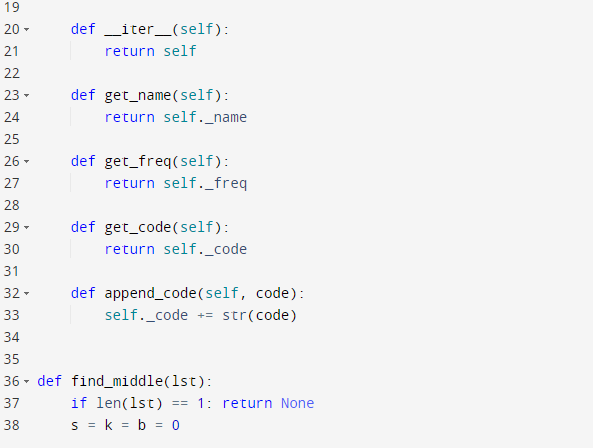 19
20 def __iter__(self):
21 return self
22
23 def get_name(self):
24 return self._name
25
26 def get_freq(self):
27 return self._freq
28
29 def get_code(self):
30 return self._code
31
32 def append_code(self, code):
33 self._code += str(code)
34
35
36 def find_middle(lst):
37 if len(lst) == 1: return None
38 s = k = b = 0